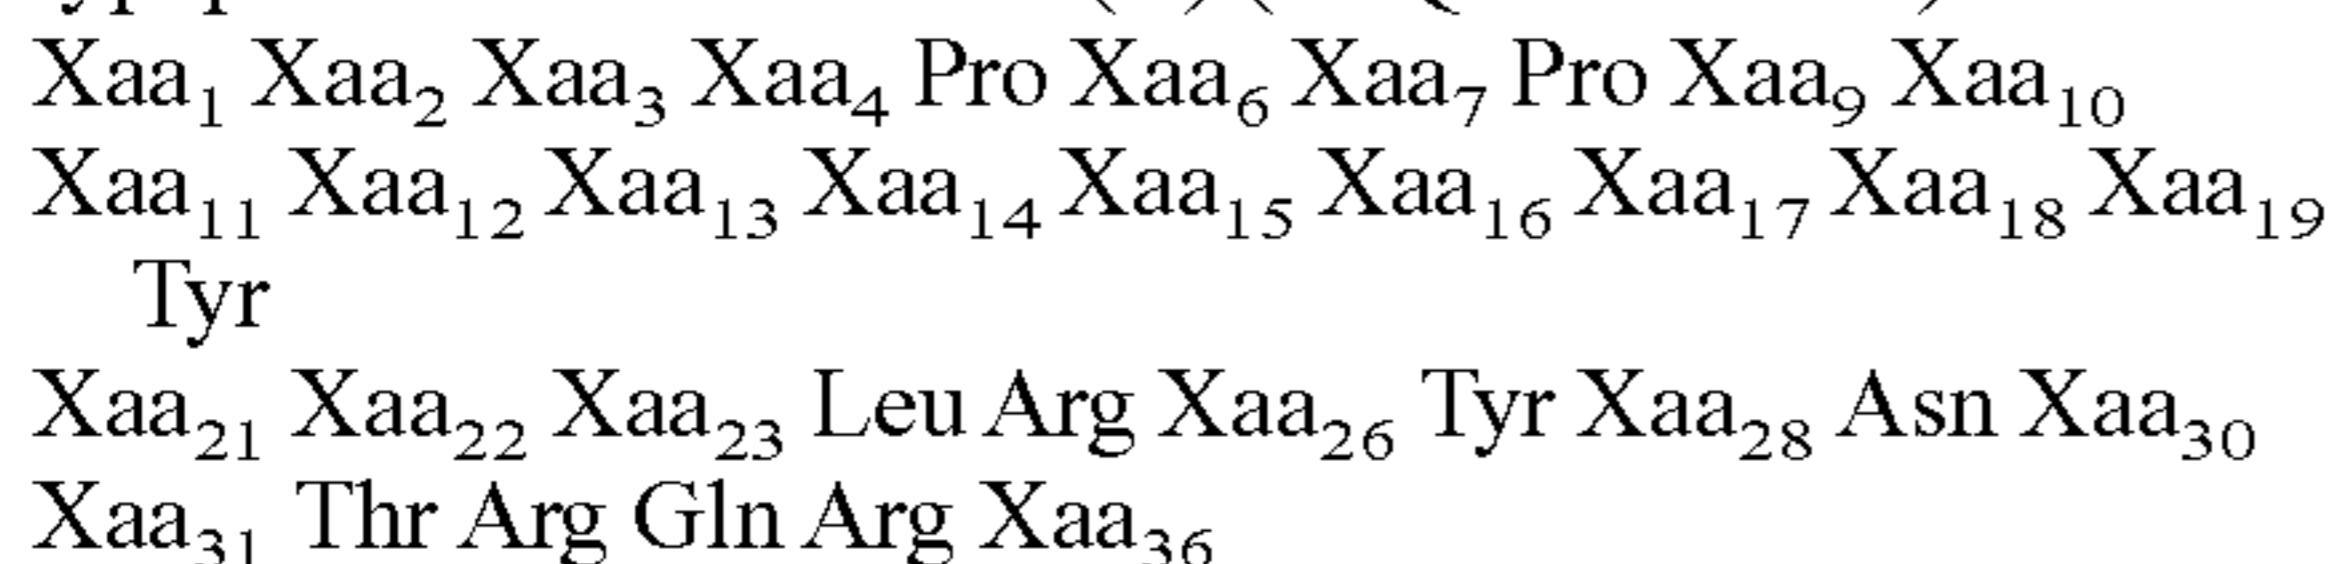 Xaa₁ Xaa₂ Xaa₃ Xaa₄ Pro Xaa₆ Xaa₇ Pro Xaa₉ Xaa₁₀
Xaa₁₁ Xaa₁₂ Xaa₁₃ Xaa₁₄ Xaa₁₅ Xaa₁₆ Xaa₁₇ Xaa₁₈ Xaa₁₉
Tyr
Xaa₂₁ Xaa₂₂ Xaa₂₃ Leu Arg Xaa₂₆ Tyr Xaa₂₈ Asn Xaa₃₀
Xaa₃₁ Thr Arg Gln Arg Xaa₃₆